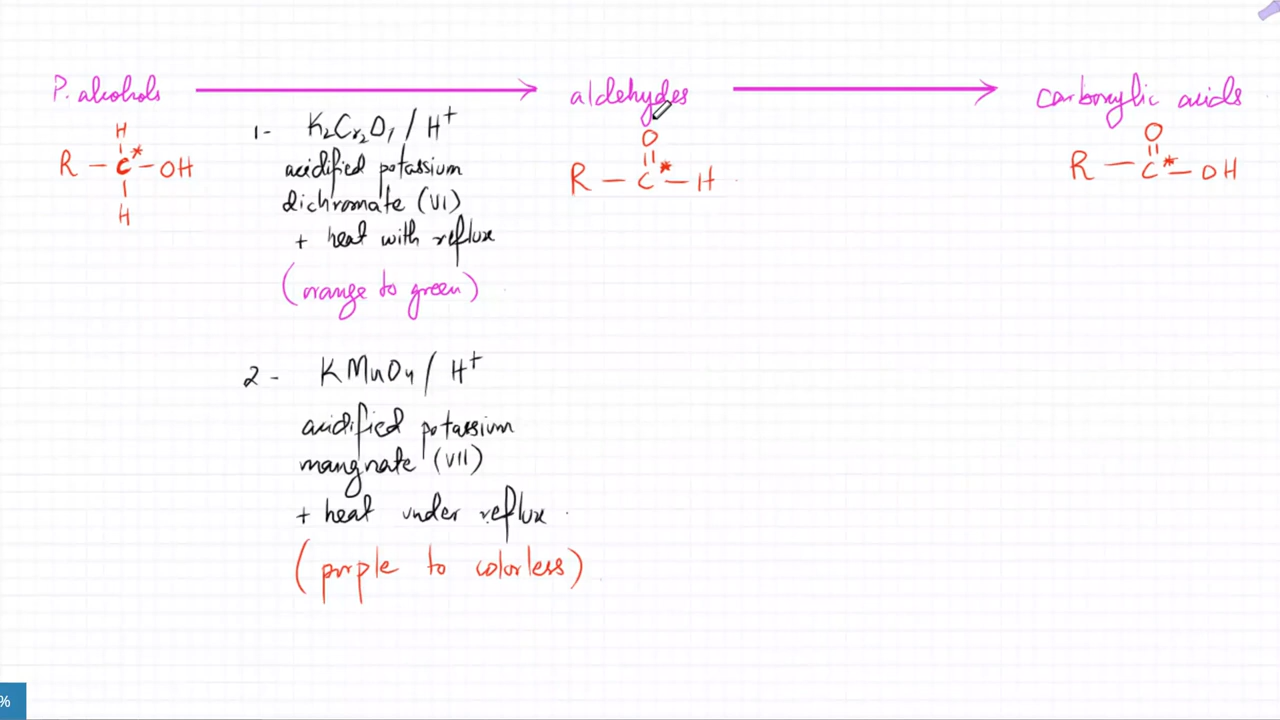 P. alcohols
aldehydes
carboxylic acids
H
R — C* — OH
H
1- K₂Cr₂O₇ / H⁺
acidified potassium
dichromate (VI)
+ heat with reflux
(orange to green)
O
R — C* — H
O
R — C* — OH
2- KMnO₄ / H⁺
acidified potassium
mangnate (VII)
+ heat under reflux
(purple to colorless)
%